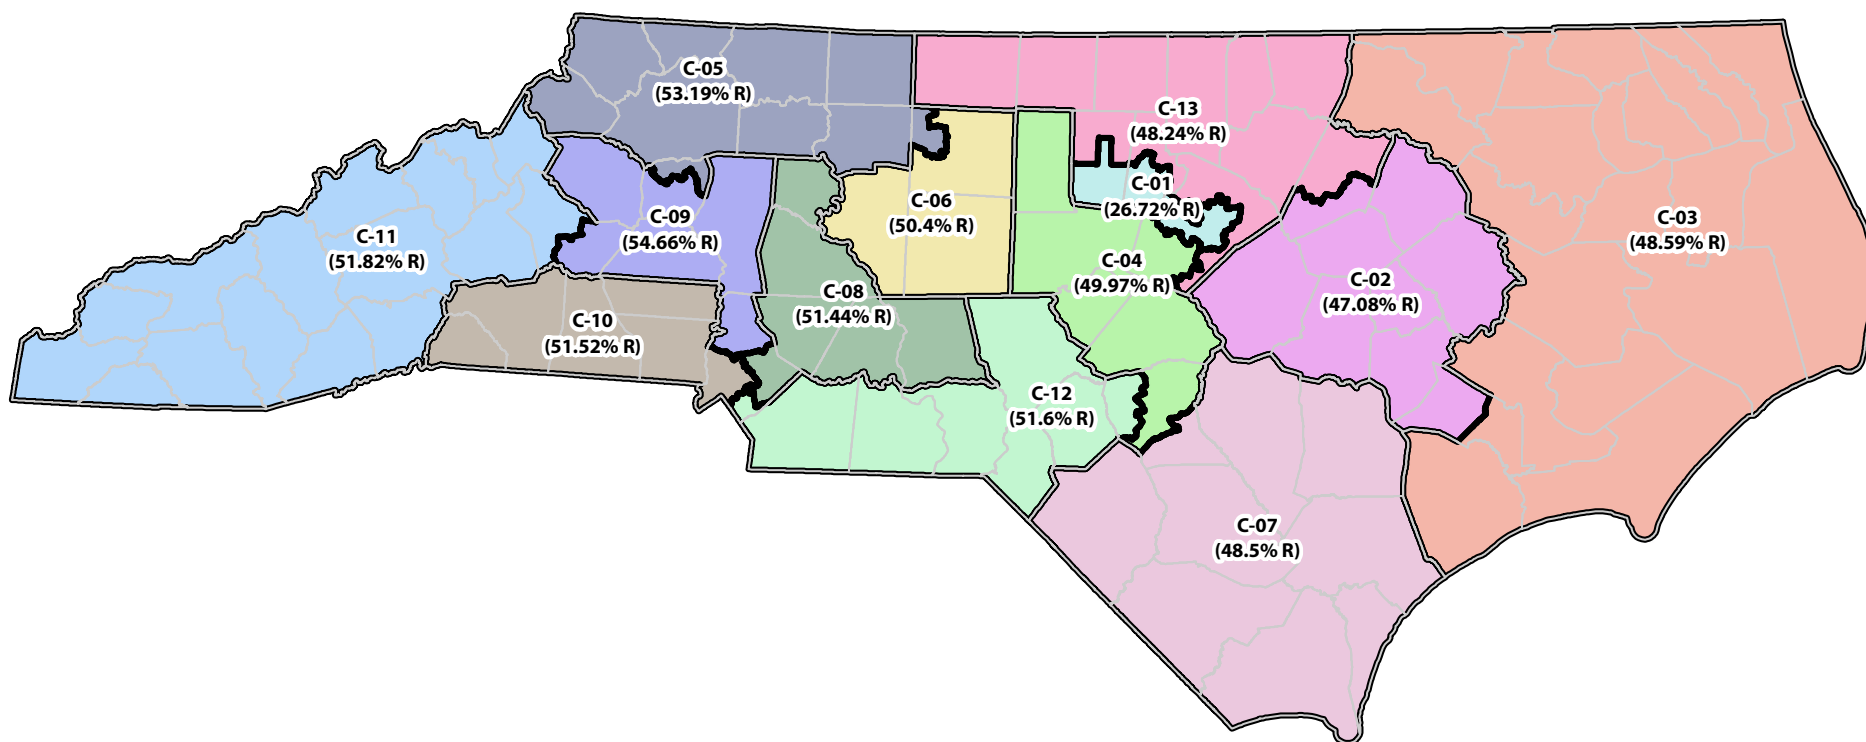 C-05
(53.19% R)
C-13
(48.24% R)
C-01
(26.72% R)
C-06
(50.4% R)
C-09
(54.66% R)
C-03
(48.59% R)
C-11
(51.82% R)
C-04
(49.97% R)
C-02
(47.08% R)
C-08
(51.44% R)
C-10
(51.52% R)
C-12
(51.6% R)
C-07
(48.5% R)